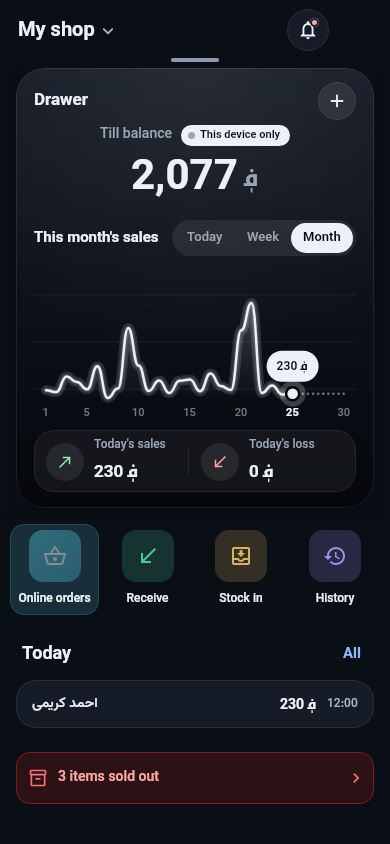 My shop
Drawer
Till balance
This device only
2,077 ؋
This month's sales
Today Week Month
230 ؋
1 5 10 15 20 25 30
Today's sales
230 ؋
Today's loss
0 ؋
Online orders
Receive
Stock in
History
Today
All
احمد کریمی
230 ؋ 12:00
3 items sold out